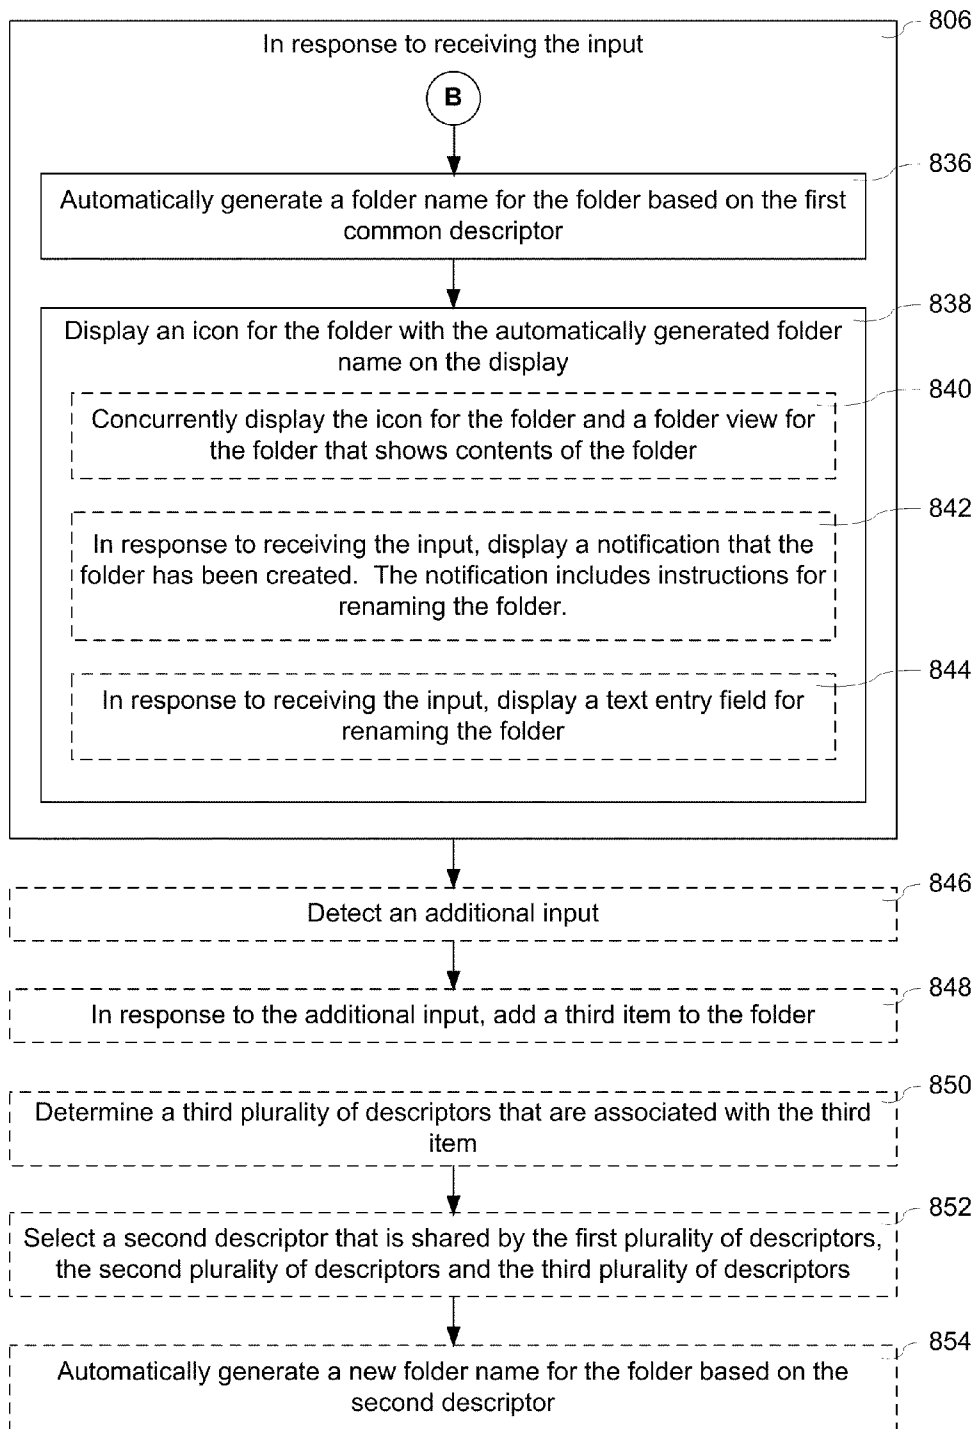 806
In response to receiving the input
B
836
Automatically generate a folder name for the folder based on the first
common descriptor
838
Display an icon for the folder with the automatically generated folder
name on the display
840
Concurrently display the icon for the folder and a folder view for
the folder that shows contents of the folder
842
In response to receiving the input, display a notification that the
folder has been created.  The notification includes instructions for
renaming the folder.
844
In response to receiving the input, display a text entry field for
renaming the folder
846
Detect an additional input
848
In response to the additional input, add a third item to the folder
850
Determine a third plurality of descriptors that are associated with the third
item
852
Select a second descriptor that is shared by the first plurality of descriptors,
the second plurality of descriptors and the third plurality of descriptors
854
Automatically generate a new folder name for the folder based on the
second descriptor